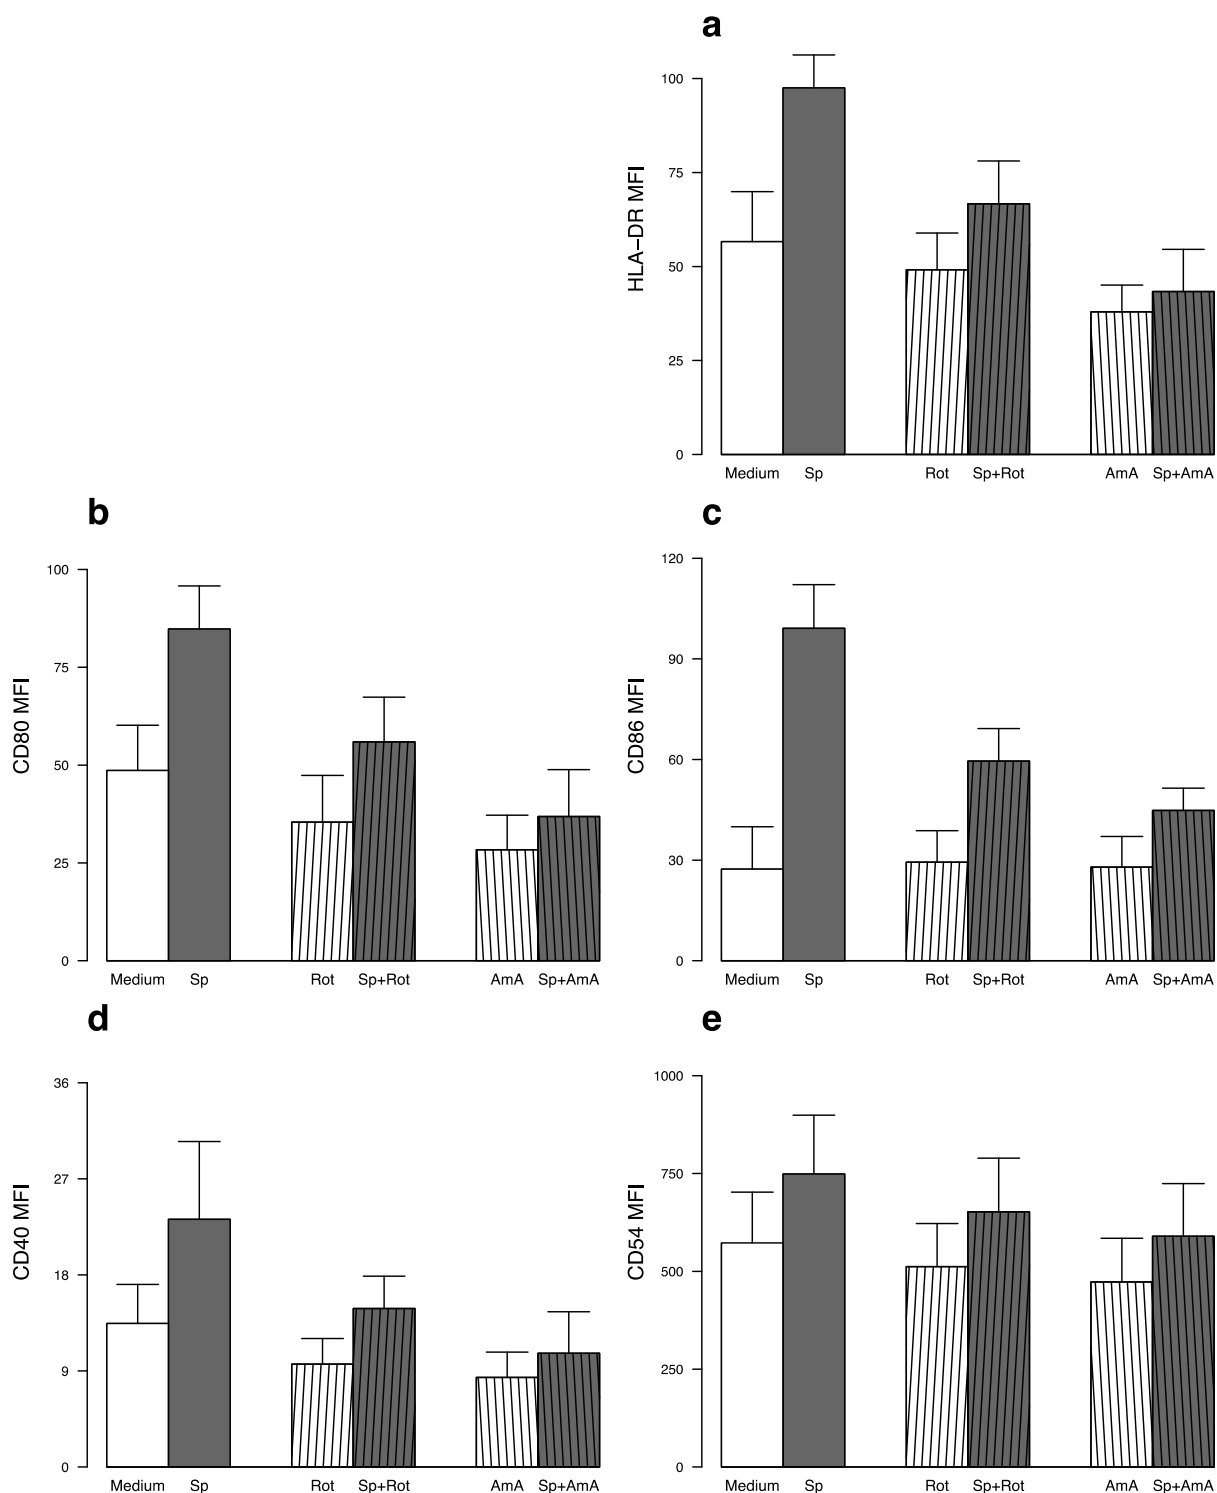 a
HLA−DR MFI
100
75
50
25
0
Medium Sp Rot Sp+Rot AmA Sp+AmA
b
CD80 MFI
100
75
50
25
0
Medium Sp Rot Sp+Rot AmA Sp+AmA
c
CD86 MFI
120
90
60
30
0
Medium Sp Rot Sp+Rot AmA Sp+AmA
d
CD40 MFI
36
27
18
9
0
Medium Sp Rot Sp+Rot AmA Sp+AmA
e
CD54 MFI
1000
750
500
250
0
Medium Sp Rot Sp+Rot AmA Sp+AmA